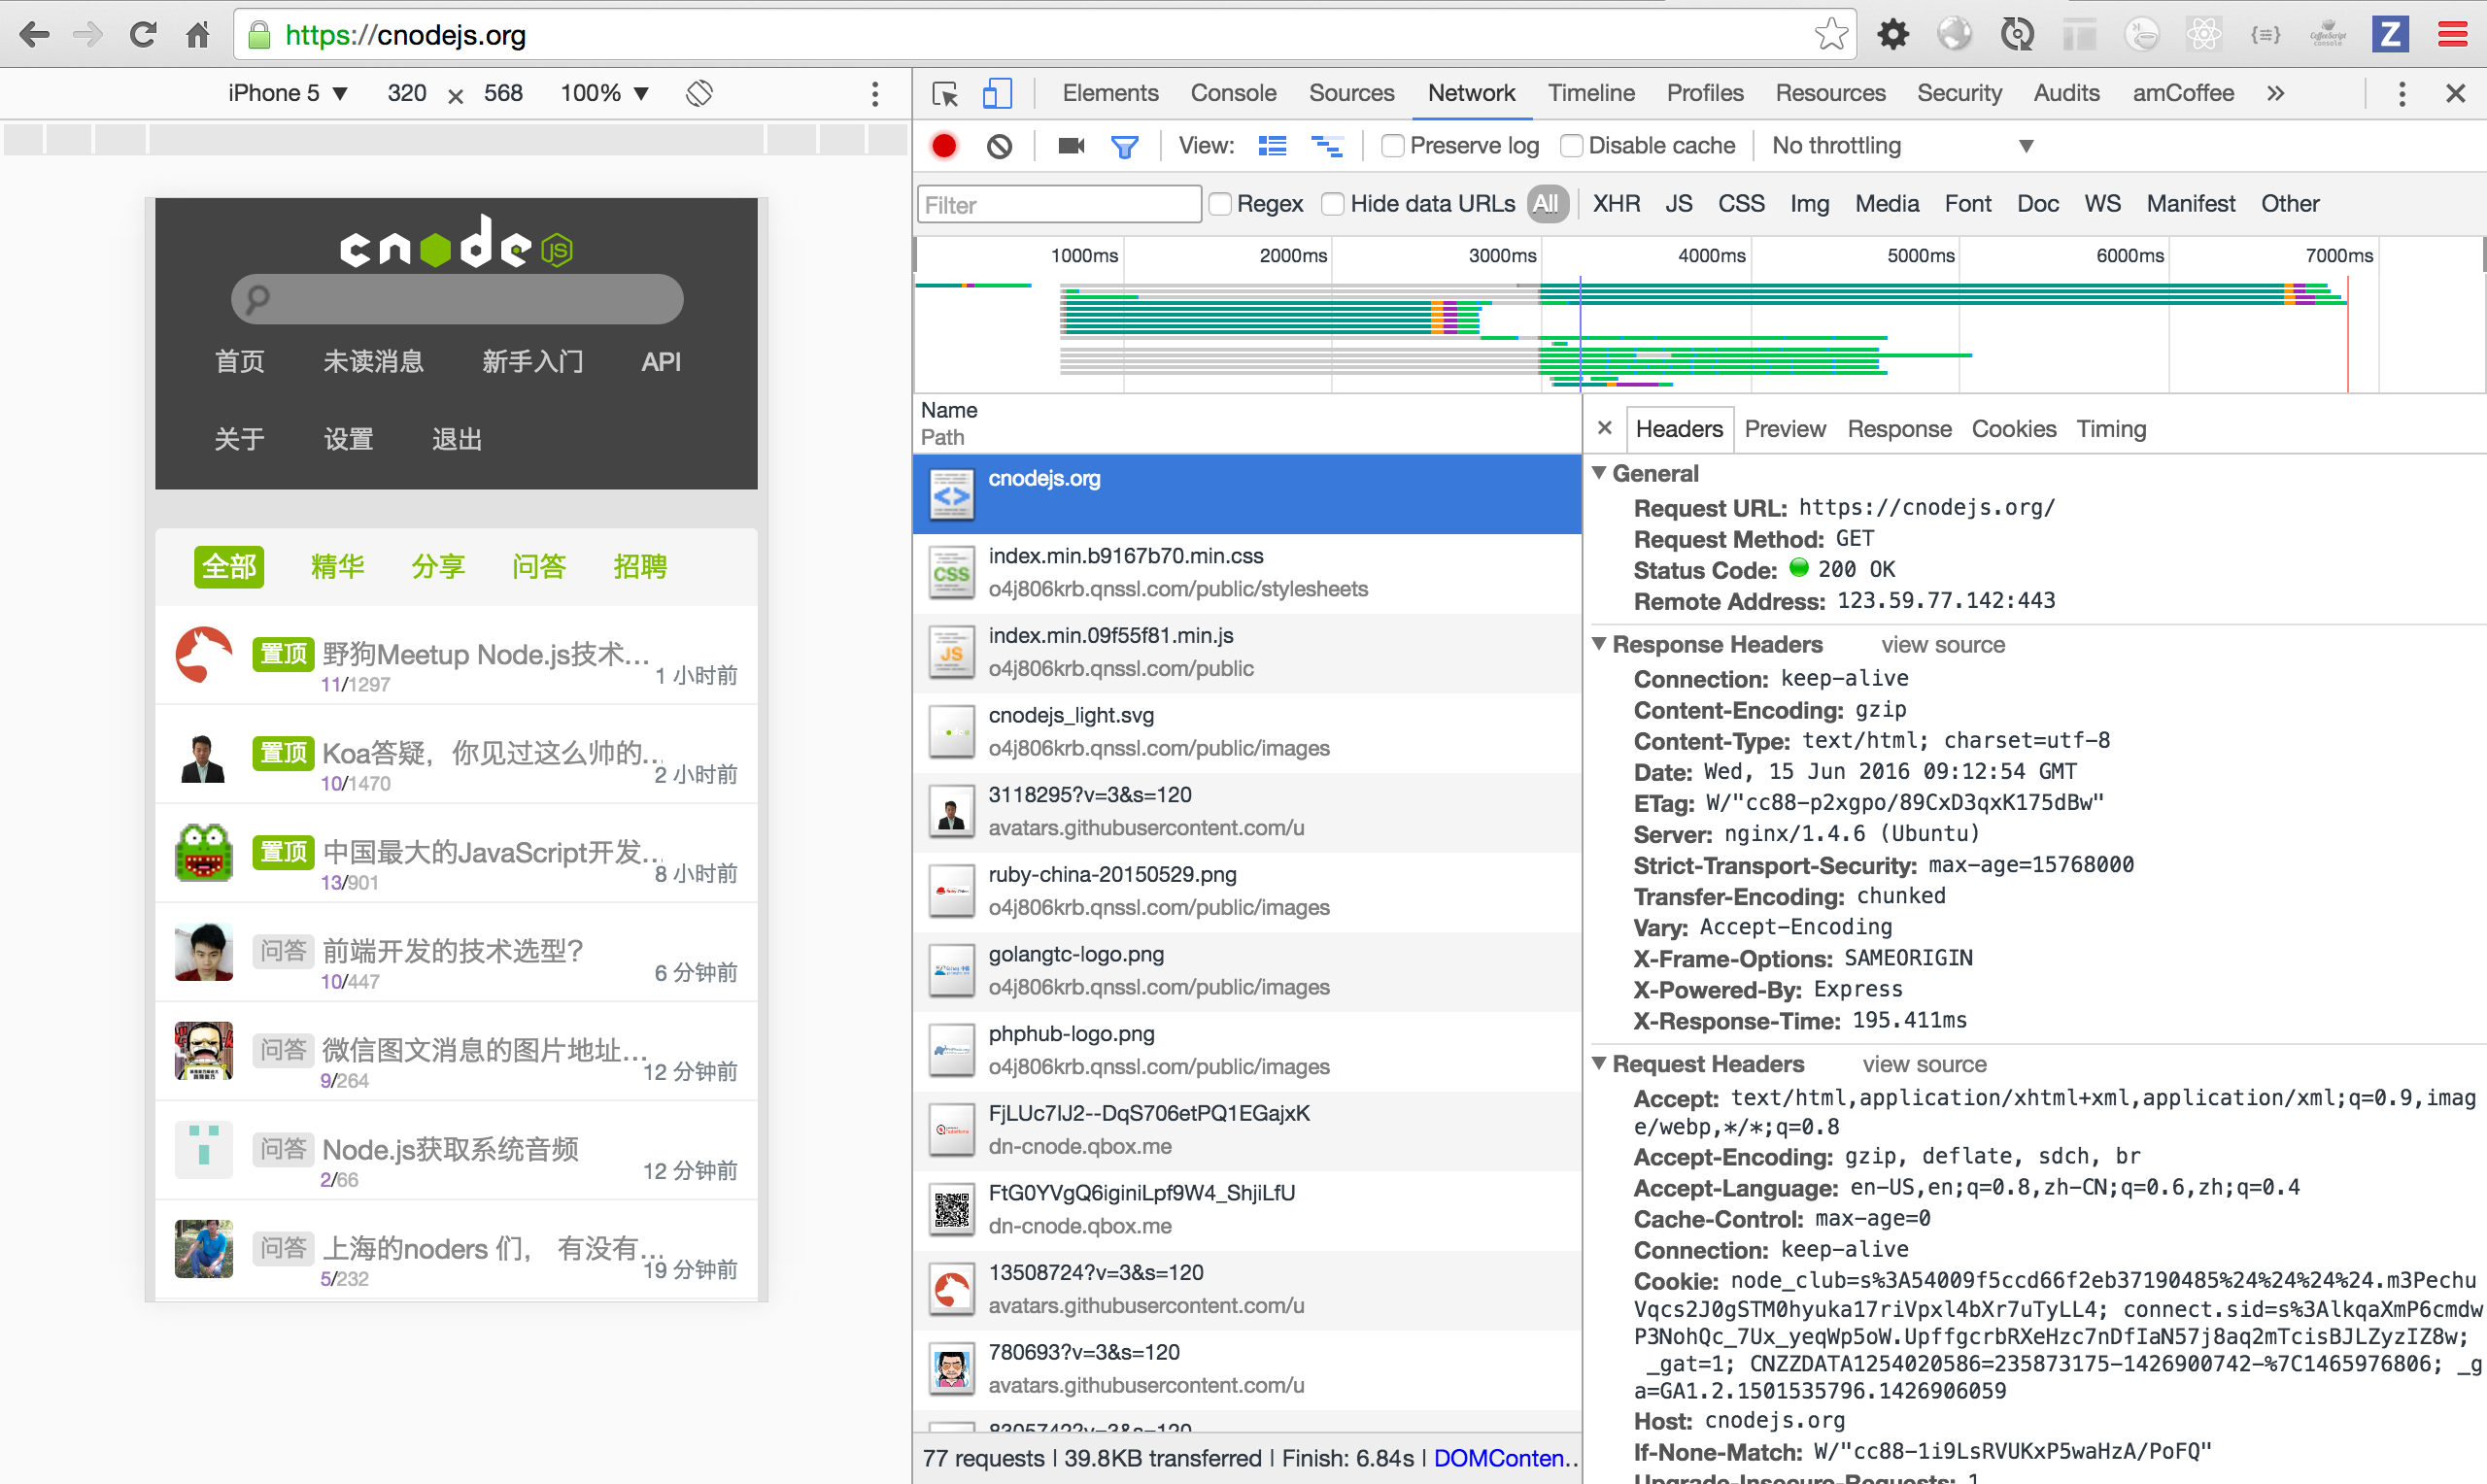 https://cnodejs.org
iPhone 5 ▼ 320 × 568 100% ▼
Elements Console Sources Network Timeline Profiles Resources Security Audits amCoffee »
View: Preserve log Disable cache No throttling ▼
Filter Regex Hide data URLs All XHR JS CSS Img Media Font Doc WS Manifest Other
1000ms 2000ms 3000ms 4000ms 5000ms 6000ms 7000ms
cnode JS
首页 未读消息 新手入门 API
关于 设置 退出
全部 精华 分享 问答 招聘
置顶 野狗Meetup Node.js技术...
11/1297 1 小时前
置顶 Koa答疑，你见过这么帅的...
10/1470 2 小时前
置顶 中国最大的JavaScript开发...
13/901 8 小时前
问答 前端开发的技术选型？
10/447 6 分钟前
问答 微信图文消息的图片地址...
9/264 12 分钟前
问答 Node.js获取系统音频
2/66 12 分钟前
问答 上海的noders 们， 有没有...
5/232 19 分钟前
Name
Path
cnodejs.org
index.min.b9167b70.min.css
o4j806krb.qnssl.com/public/stylesheets
index.min.09f55f81.min.js
o4j806krb.qnssl.com/public
cnodejs_light.svg
o4j806krb.qnssl.com/public/images
3118295?v=3&s=120
avatars.githubusercontent.com/u
ruby-china-20150529.png
o4j806krb.qnssl.com/public/images
golangtc-logo.png
o4j806krb.qnssl.com/public/images
phphub-logo.png
o4j806krb.qnssl.com/public/images
FjLUc7IJ2--DqS706etPQ1EGajxK
dn-cnode.qbox.me
FtG0YVgQ6iginiLpf9W4_ShjiLfU
dn-cnode.qbox.me
13508724?v=3&s=120
avatars.githubusercontent.com/u
780693?v=3&s=120
avatars.githubusercontent.com/u
8305742?v=3&s=120
77 requests | 39.8KB transferred | Finish: 6.84s | DOMConten...
× Headers Preview Response Cookies Timing
General
Request URL: https://cnodejs.org/
Request Method: GET
Status Code: 200 OK
Remote Address: 123.59.77.142:443
Response Headers view source
Connection: keep-alive
Content-Encoding: gzip
Content-Type: text/html; charset=utf-8
Date: Wed, 15 Jun 2016 09:12:54 GMT
ETag: W/"cc88-p2xgpo/89CxD3qxK175dBw"
Server: nginx/1.4.6 (Ubuntu)
Strict-Transport-Security: max-age=15768000
Transfer-Encoding: chunked
Vary: Accept-Encoding
X-Frame-Options: SAMEORIGIN
X-Powered-By: Express
X-Response-Time: 195.411ms
Request Headers view source
Accept: text/html,application/xhtml+xml,application/xml;q=0.9,imag
e/webp,*/*;q=0.8
Accept-Encoding: gzip, deflate, sdch, br
Accept-Language: en-US,en;q=0.8,zh-CN;q=0.6,zh;q=0.4
Cache-Control: max-age=0
Connection: keep-alive
Cookie: node_club=s%3A54009f5ccd66f2eb37190485%24%24%24%24.m3Pechu
Vqcs2J0gSTM0hyuka17riVpxl4bXr7uTyLL4; connect.sid=s%3AlkqaXmP6cmdw
P3NohQc_7Ux_yeqWp5oW.UpffgcrbRXeHzc7nDfIaN57j8aq2mTcisBJLZyzIZ8w;
_gat=1; CNZZDATA1254020586=235873175-1426900742-%7C1465976806; _g
a=GA1.2.1501535796.1426906059
Host: cnodejs.org
If-None-Match: W/"cc88-1i9LsRVUKxP5waHzA/PoFQ"
Upgrade-Insecure-Requests: 1